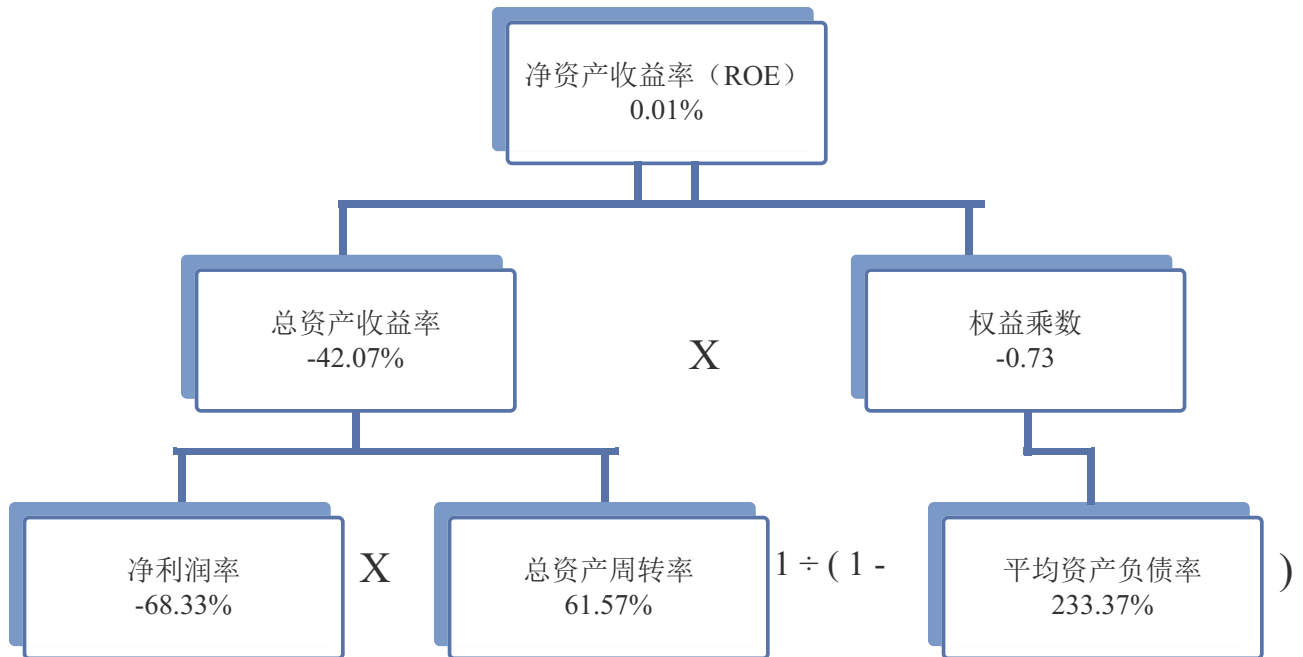 净资产收益率（ROE）
0.01%
总资产收益率
-42.07%
X
权益乘数
-0.73
净利润率
-68.33%
X
总资产周转率
61.57%
1 ÷ ( 1 -
平均资产负债率
233.37%
)